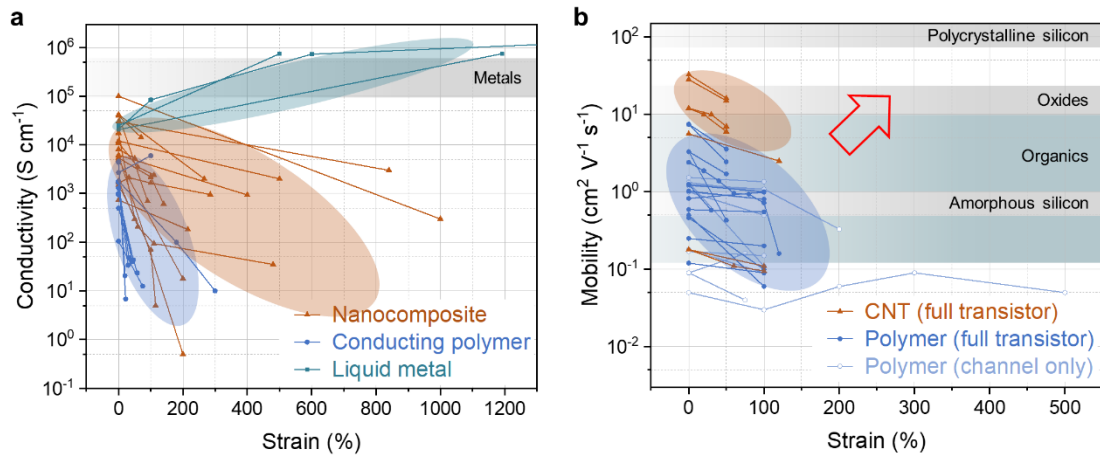 a
Conductivity (S cm⁻¹)
10⁶
10⁵
10⁴
10³
10²
10¹
10⁰
10⁻¹
Metals
Nanocomposite
Conducting polymer
Liquid metal
0 200 400 600 800 1000 1200
Strain (%)
b
Mobility (cm² V⁻¹ s⁻¹)
10²
10¹
10⁰
10⁻¹
10⁻²
Polycrystalline silicon
Oxides
Organics
Amorphous silicon
CNT (full transistor)
Polymer (full transistor)
Polymer (channel only)
0 100 200 300 400 500
Strain (%)